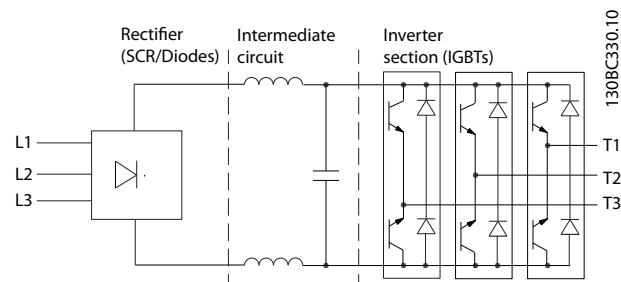 Rectifier
(SCR/Diodes)
Intermediate
circuit
Inverter
section (IGBTs)
130BC330.10
L1
L2
L3
T1
T2
T3